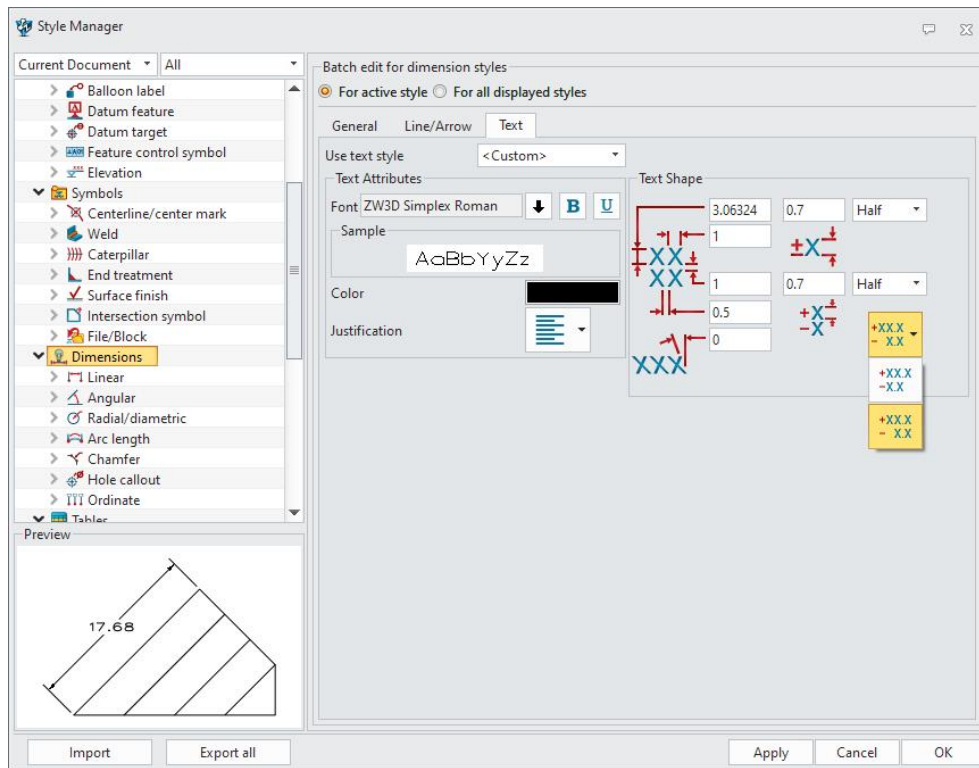 Style Manager
Current Document All
Balloon label
Datum feature
Datum target
Feature control symbol
Elevation
Symbols
Centerline/center mark
Weld
Caterpillar
End treatment
Surface finish
Intersection symbol
File/Block
Dimensions
Linear
Angular
Radial/diametric
Arc length
Chamfer
Hole callout
Ordinate
Tables
Preview
17.68
Import Export all
Batch edit for dimension styles
For active style For all displayed styles
General Line/Arrow Text
Use text style <Custom>
Text Attributes
Font ZW3D Simplex Roman B U
Sample
AaBbYyZz
Color
Justification
Text Shape
3.06324 0.7 Half
1
XX
XX
±X
1 0.7 Half
0.5
+X
-X
0
XXX
+XX.X
- X.X
+XX.X
-X.X
+XX.X
- X.X
Apply Cancel OK